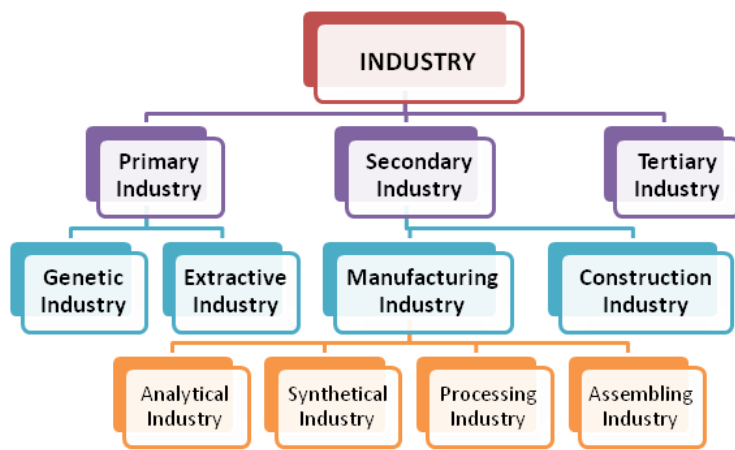 INDUSTRY
Primary
Industry
Secondary
Industry
Tertiary
Industry
Genetic
Industry
Extractive
Industry
Manufacturing
Industry
Construction
Industry
Analytical
Industry
Synthetical
Industry
Processing
Industry
Assembling
Industry